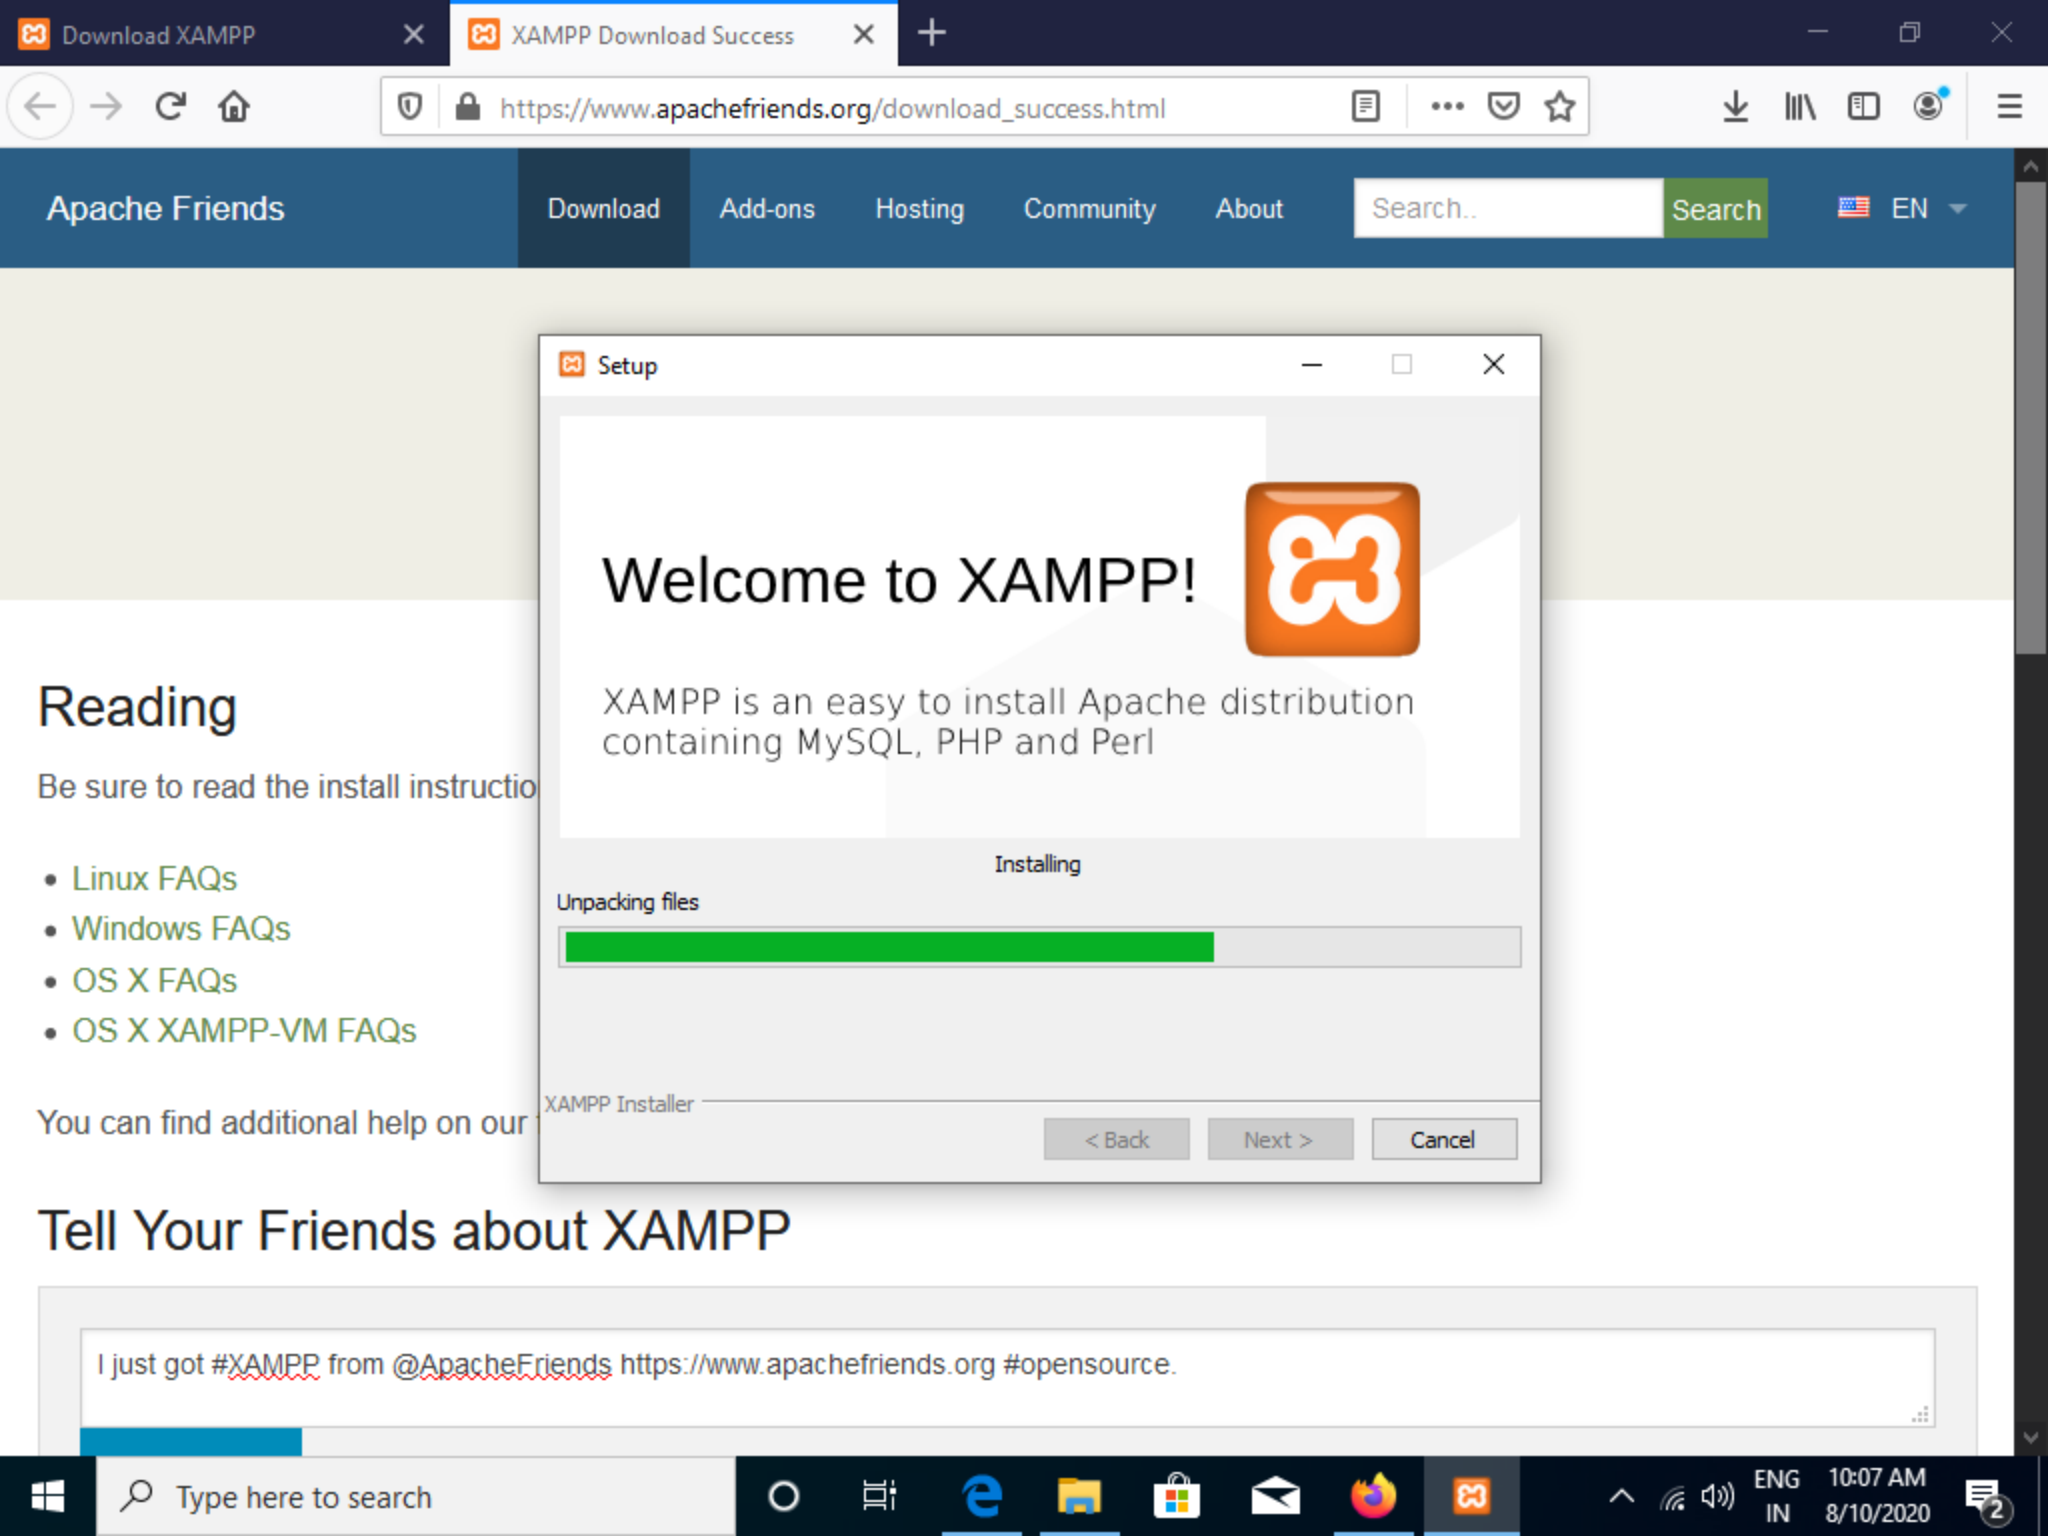 Download XAMPP
XAMPP Download Success
https://www.apachefriends.org/download_success.html
Apache Friends
Download
Add-ons
Hosting
Community
About
Search..
Search
EN
Setup
Welcome to XAMPP!
XAMPP is an easy to install Apache distribution
containing MySQL, PHP and Perl
Installing
Unpacking files
XAMPP Installer
< Back
Next >
Cancel
Reading
Be sure to read the install instructio
Linux FAQs
Windows FAQs
OS X FAQs
OS X XAMPP-VM FAQs
You can find additional help on our
Tell Your Friends about XAMPP
I just got #XAMPP from @ApacheFriends https://www.apachefriends.org #opensource.
Type here to search
ENG
IN
10:07 AM
8/10/2020
2